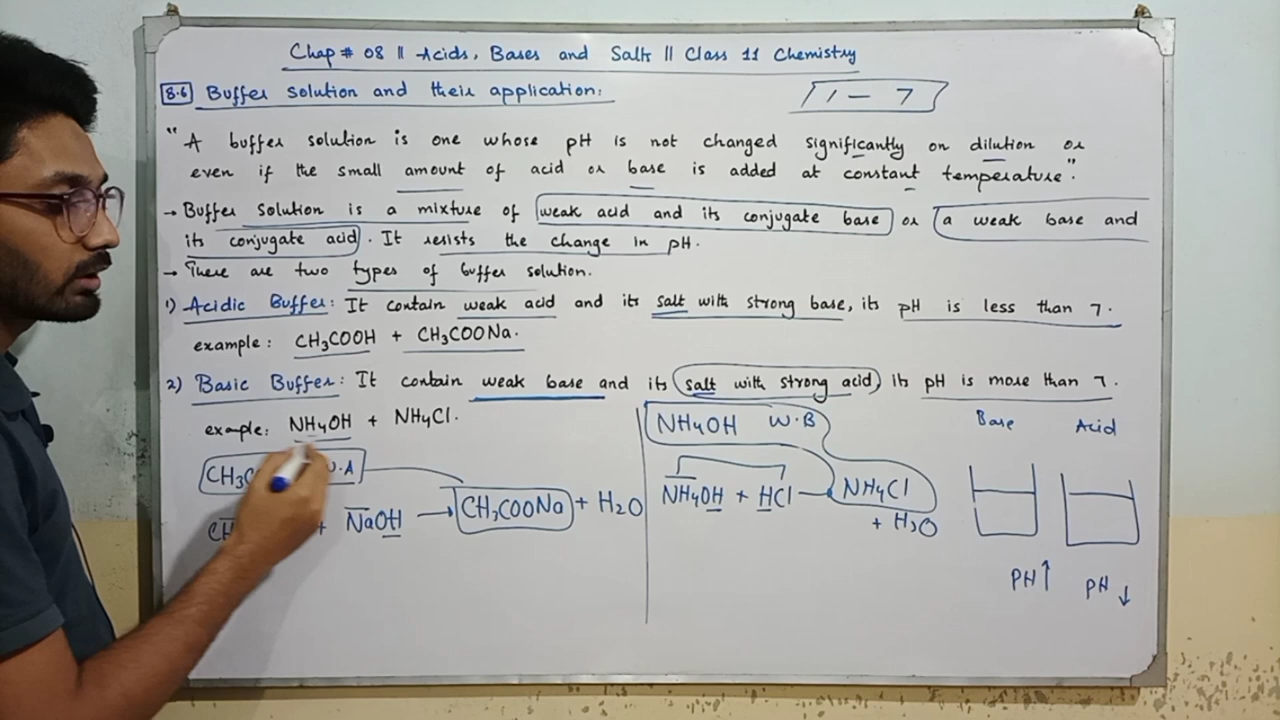 Chap # 08 || Acids, Bases and Salts || Class 11 Chemistry
8.6 Buffer solution and their application:
1 - 7
"A buffer solution is one whose pH is not changed significantly on dilution or
even if the small amount of acid or base is added at constant temperature".
→ Buffer solution is a mixture of weak acid and its conjugate base or a weak base and
its conjugate acid. It resists the change in pH.
→ There are two types of buffer solution.
1) Acidic Buffer: It contain weak acid and its salt with strong base, its pH is less than 7.
example: CH3COOH + CH3COONa.
2) Basic Buffer: It contain weak base and its salt with strong acid its pH is more than 7.
example: NH4OH + NH4Cl.
W.A
+ NaOH → CH3COONa + H2O
NH4OH W.B
NH4OH + HCl → NH4Cl
+ H2O
Base Acid
PH↑ PH↓